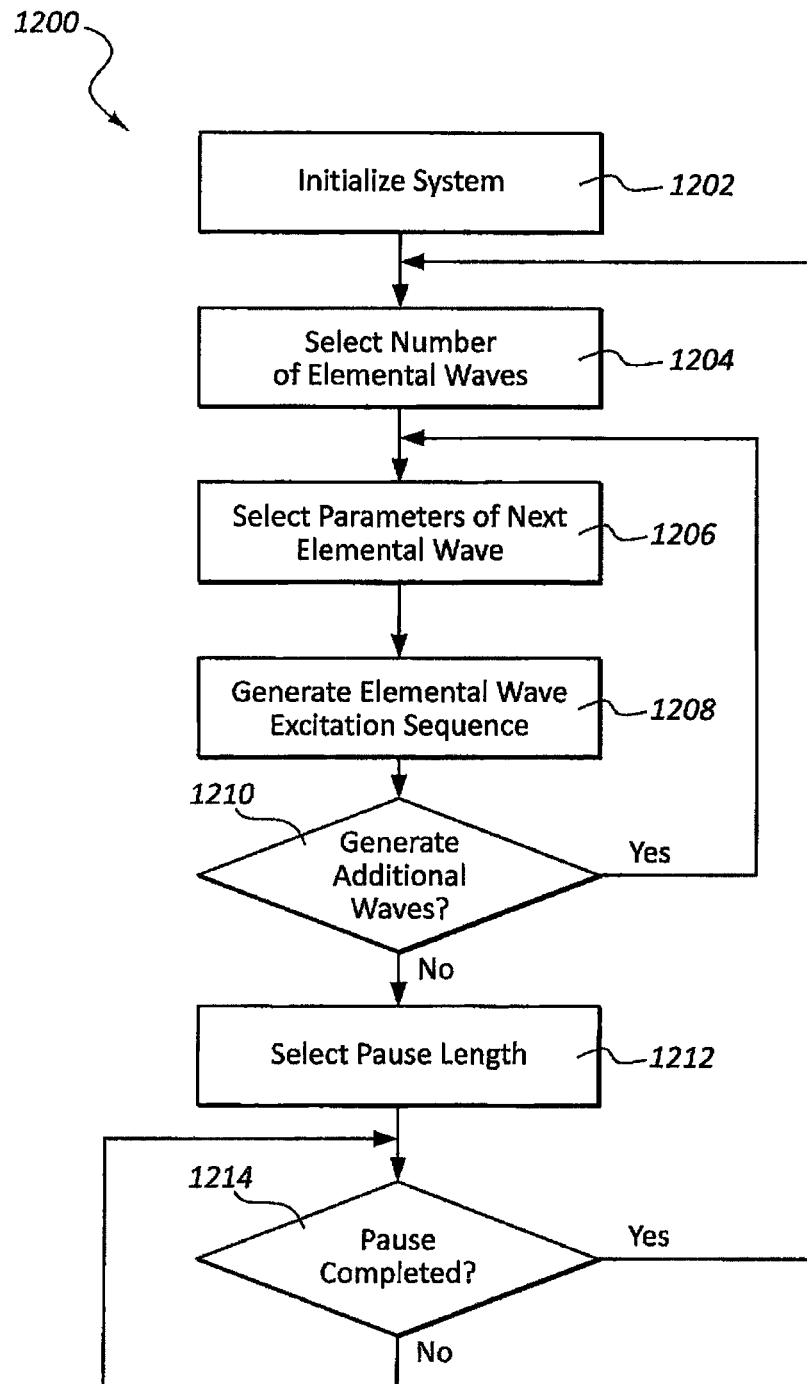 1200
Initialize System
1202
Select Number
of Elemental Waves
1204
Select Parameters of Next
Elemental Wave
1206
Generate Elemental Wave
Excitation Sequence
1208
1210
Generate
Additional
Waves?
Yes
No
Select Pause Length
1212
1214
Pause
Completed?
Yes
No